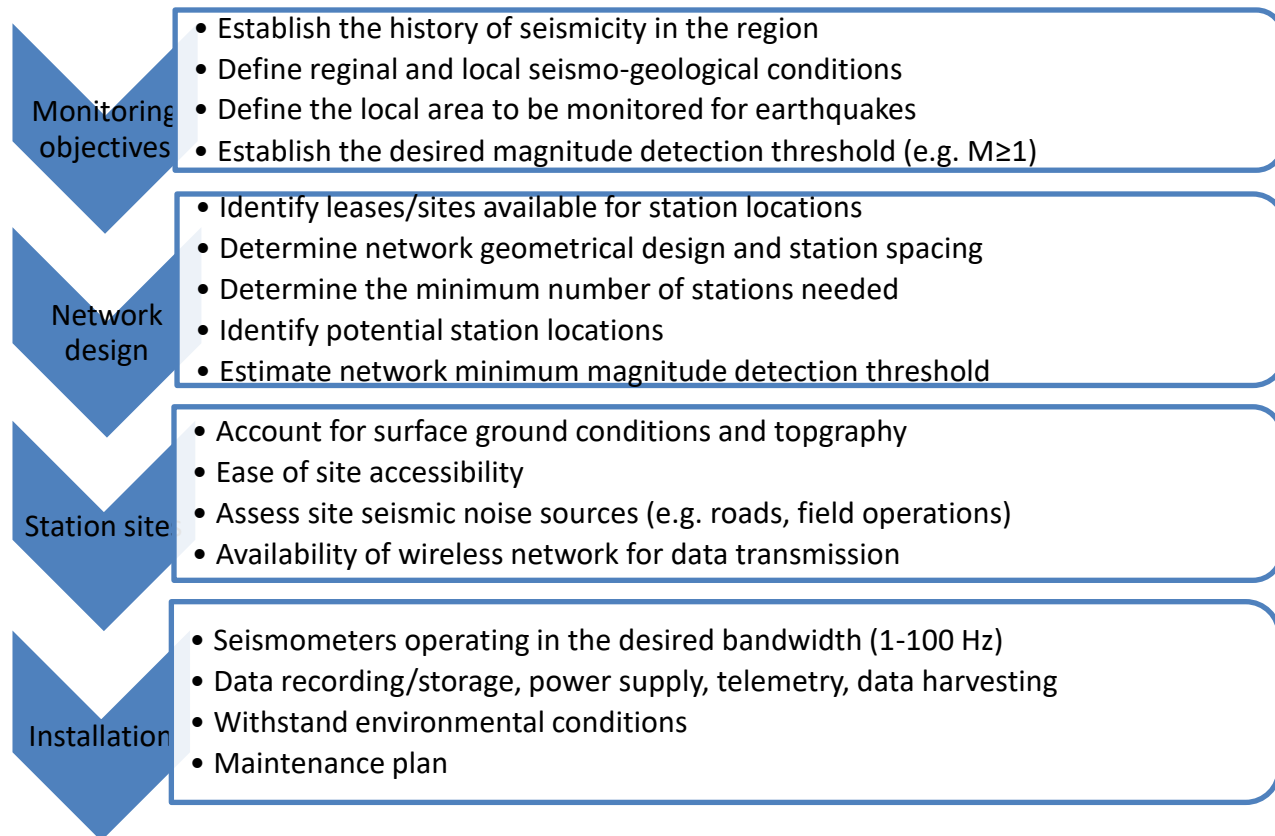 Monitoring
objectives
• Establish the history of seismicity in the region
• Define reginal and local seismo-geological conditions
• Define the local area to be monitored for earthquakes
• Establish the desired magnitude detection threshold (e.g. M≥1)
Network
design
• Identify leases/sites available for station locations
• Determine network geometrical design and station spacing
• Determine the minimum number of stations needed
• Identify potential station locations
• Estimate network minimum magnitude detection threshold
Station sites
• Account for surface ground conditions and topgraphy
• Ease of site accessibility
• Assess site seismic noise sources (e.g. roads, field operations)
• Availability of wireless network for data transmission
Installation
• Seismometers operating in the desired bandwidth (1-100 Hz)
• Data recording/storage, power supply, telemetry, data harvesting
• Withstand environmental conditions
• Maintenance plan